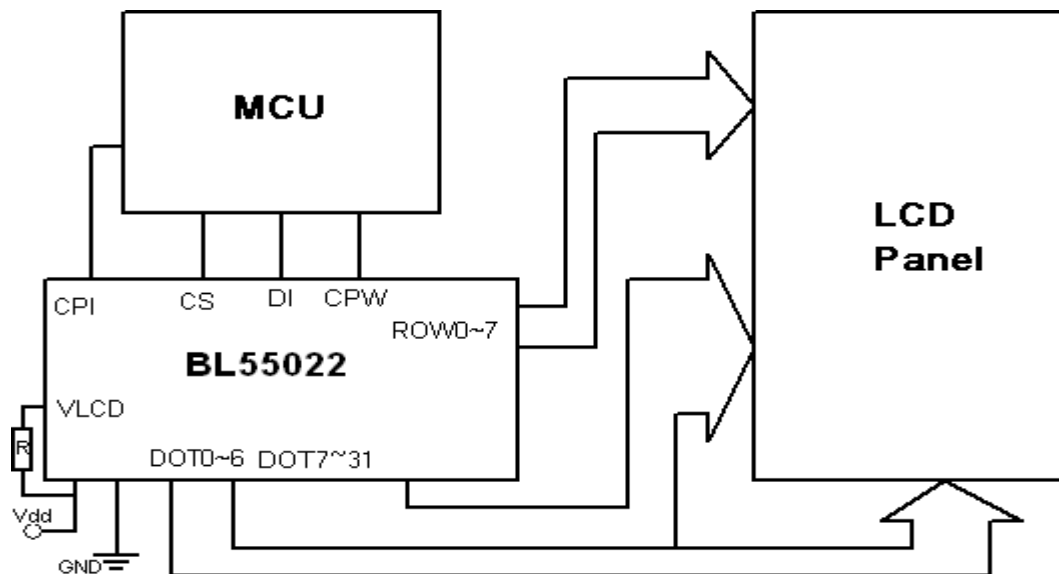 MCU
LCD
Panel
CPI
CS
DI
CPW
ROW0~7
BL55022
VLCD
R
DOT0~6
DOT7~31
Vdd
GND